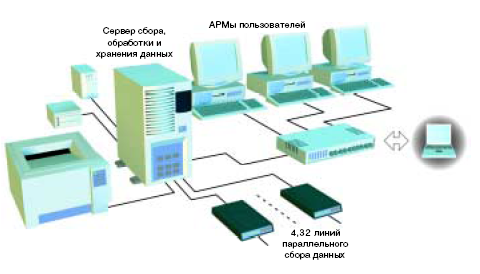 АРМы пользователей
Сервер сбора,
обработки и
хранения данных
4,32 линий
параллельного
сбора данных